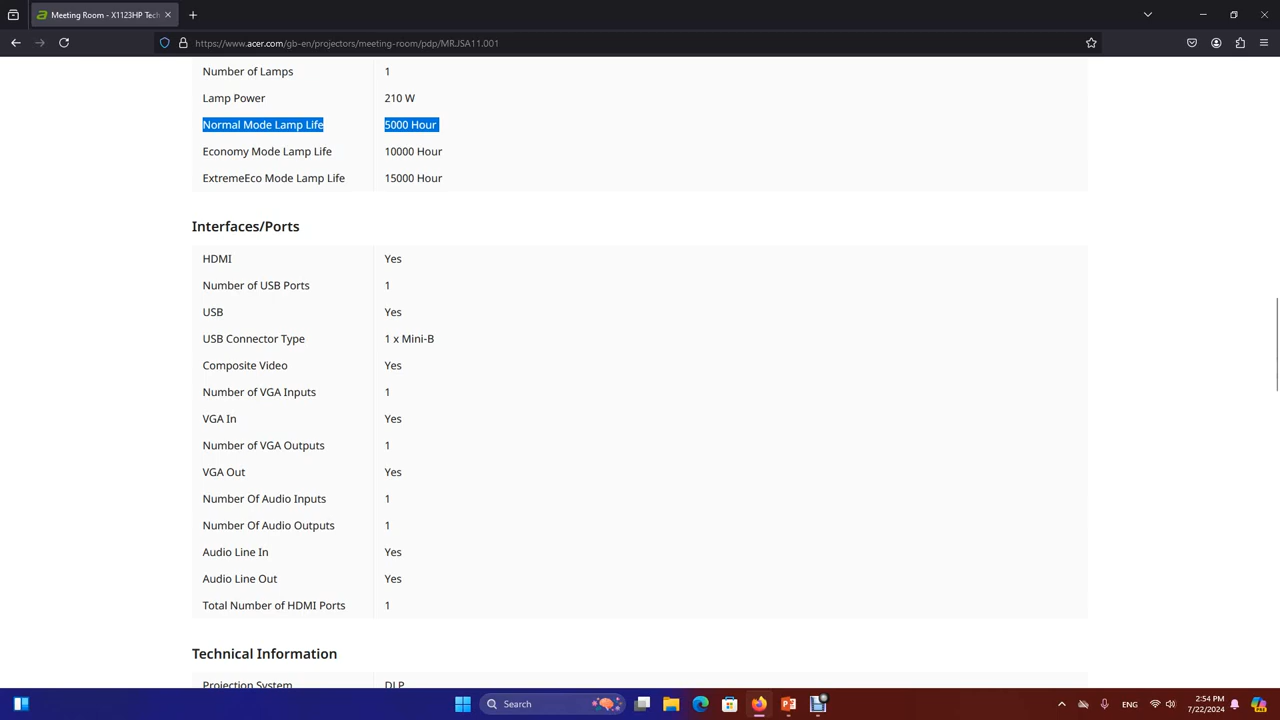 Meeting Room - X1123HP Tech
https://www.acer.com/gb-en/projectors/meeting-room/pdp/MRJSA11.001
Number of Lamps 1
Lamp Power 210 W
Normal Mode Lamp Life 5000 Hour
Economy Mode Lamp Life 10000 Hour
ExtremeEco Mode Lamp Life 15000 Hour
Interfaces/Ports
HDMI Yes
Number of USB Ports 1
USB Yes
USB Connector Type 1 x Mini-B
Composite Video Yes
Number of VGA Inputs 1
VGA In Yes
Number of VGA Outputs 1
VGA Out Yes
Number Of Audio Inputs 1
Number Of Audio Outputs 1
Audio Line In Yes
Audio Line Out Yes
Total Number of HDMI Ports 1
Technical Information
Projection System DLP
Search
ENG
2:54 PM
7/22/2024